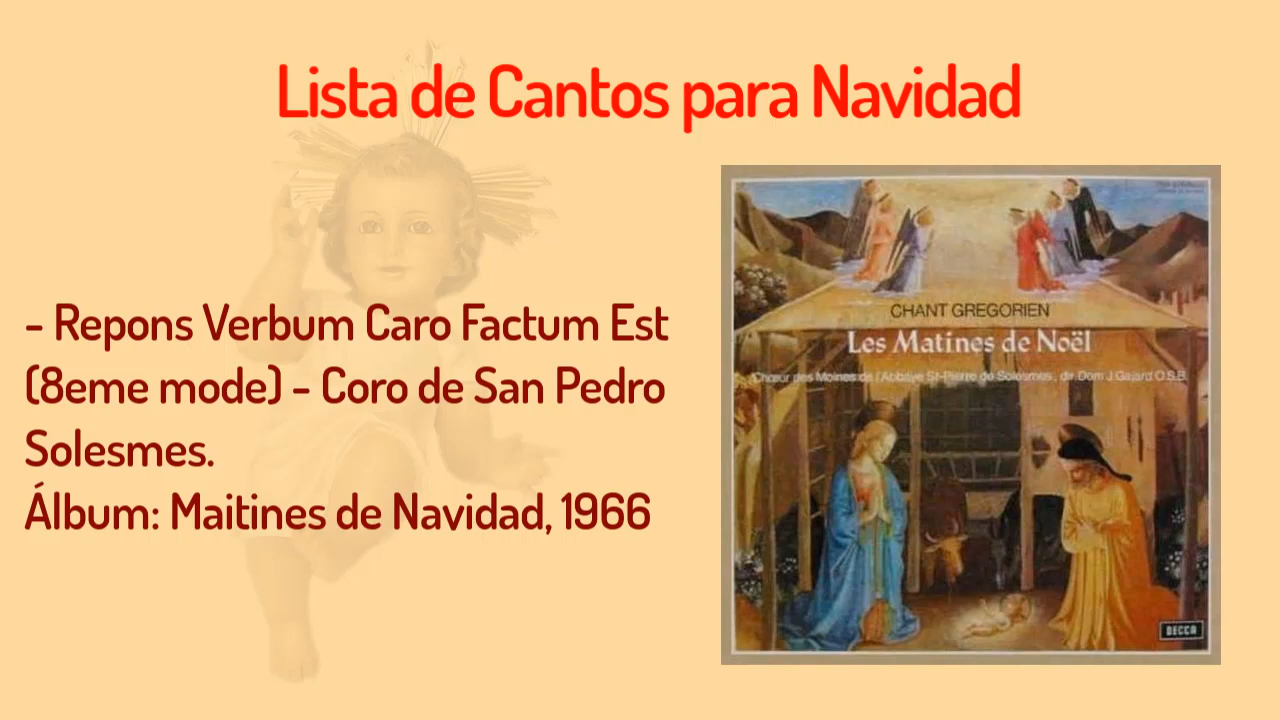 Lista de Cantos para Navidad
- Repons Verbum Caro Factum Est
(8eme mode) - Coro de San Pedro
Solesmes.
Álbum: Maitines de Navidad, 1966
CHANT GREGORIEN
Les Matines de Noël
Chœur des Moines de l'Abbaye St-Pierre de Solesmes, dir. Dom J. Gajard O.S.B.
DECCA